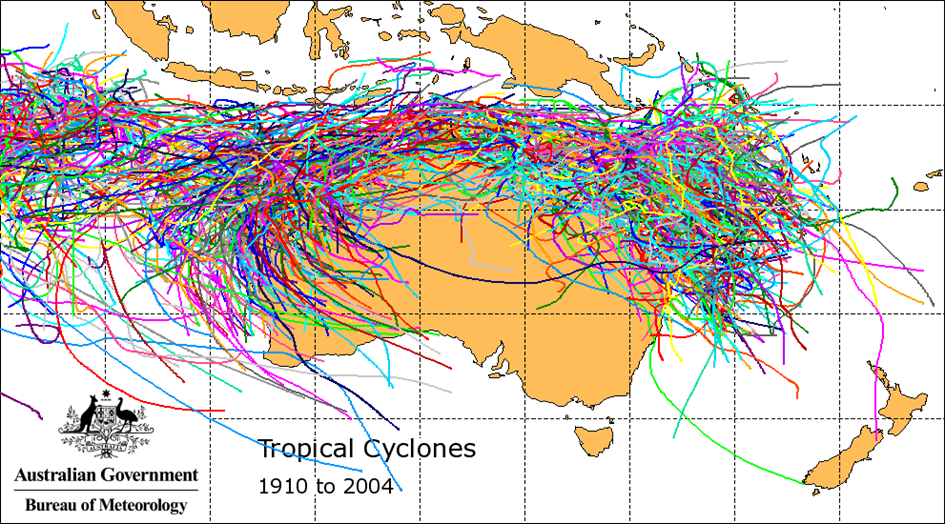 Tropical Cyclones
1910 to 2004
Australian Government
Bureau of Meteorology